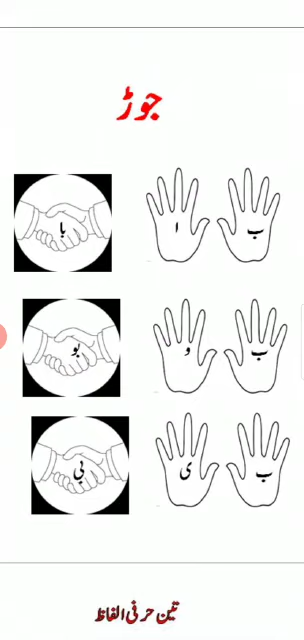 جوڑ
ب ا با
ب و بو
ب ی بی
تین حرفی الفاظ